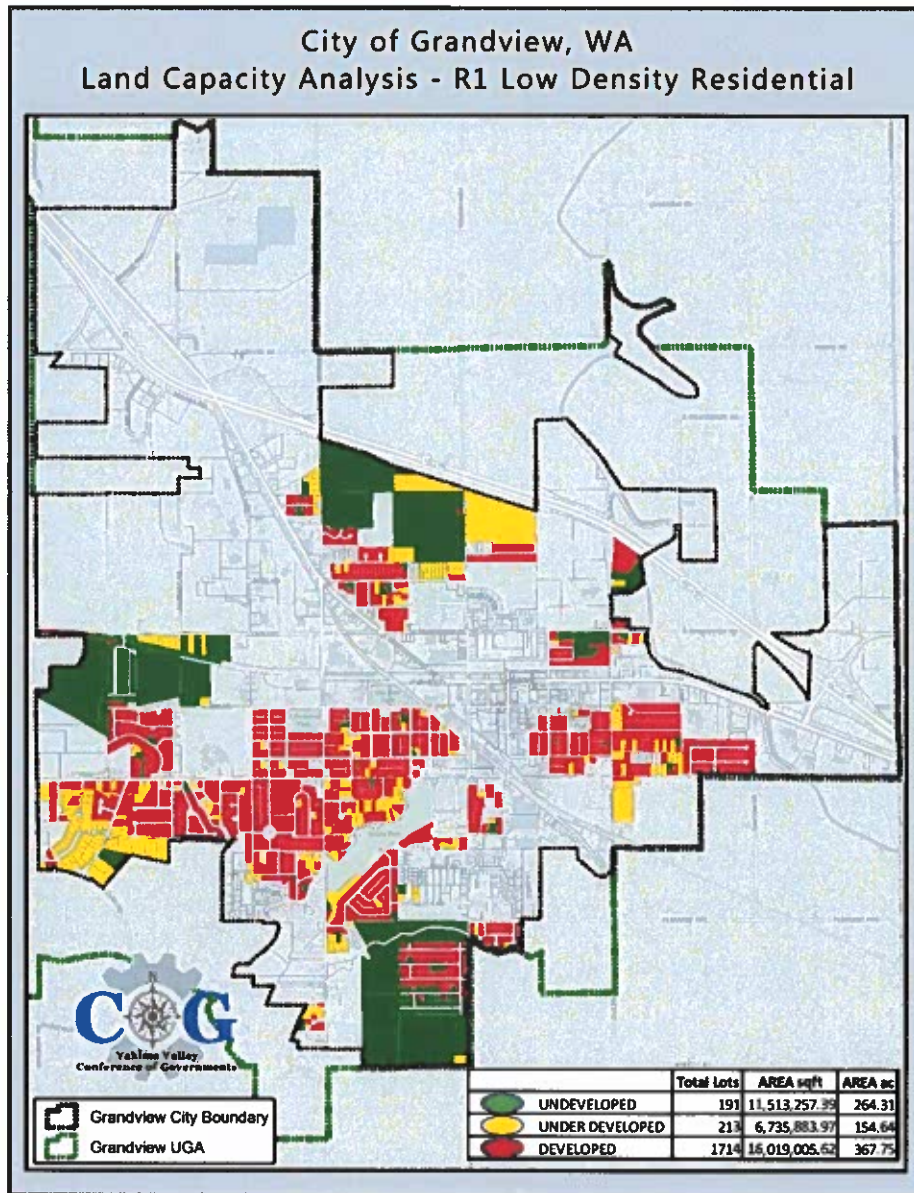 City of Grandview, WA
Land Capacity Analysis - R1 Low Density Residential
N
C G
Yakima Valley
Conference of Governments
Grandview City Boundary
Grandview UGA
Total Lots AREA sqft AREA ac
UNDEVELOPED 191 11,513,257.39 264.31
UNDER DEVELOPED 213 6,735,883.97 154.64
DEVELOPED 1714 16,019,005.62 367.75